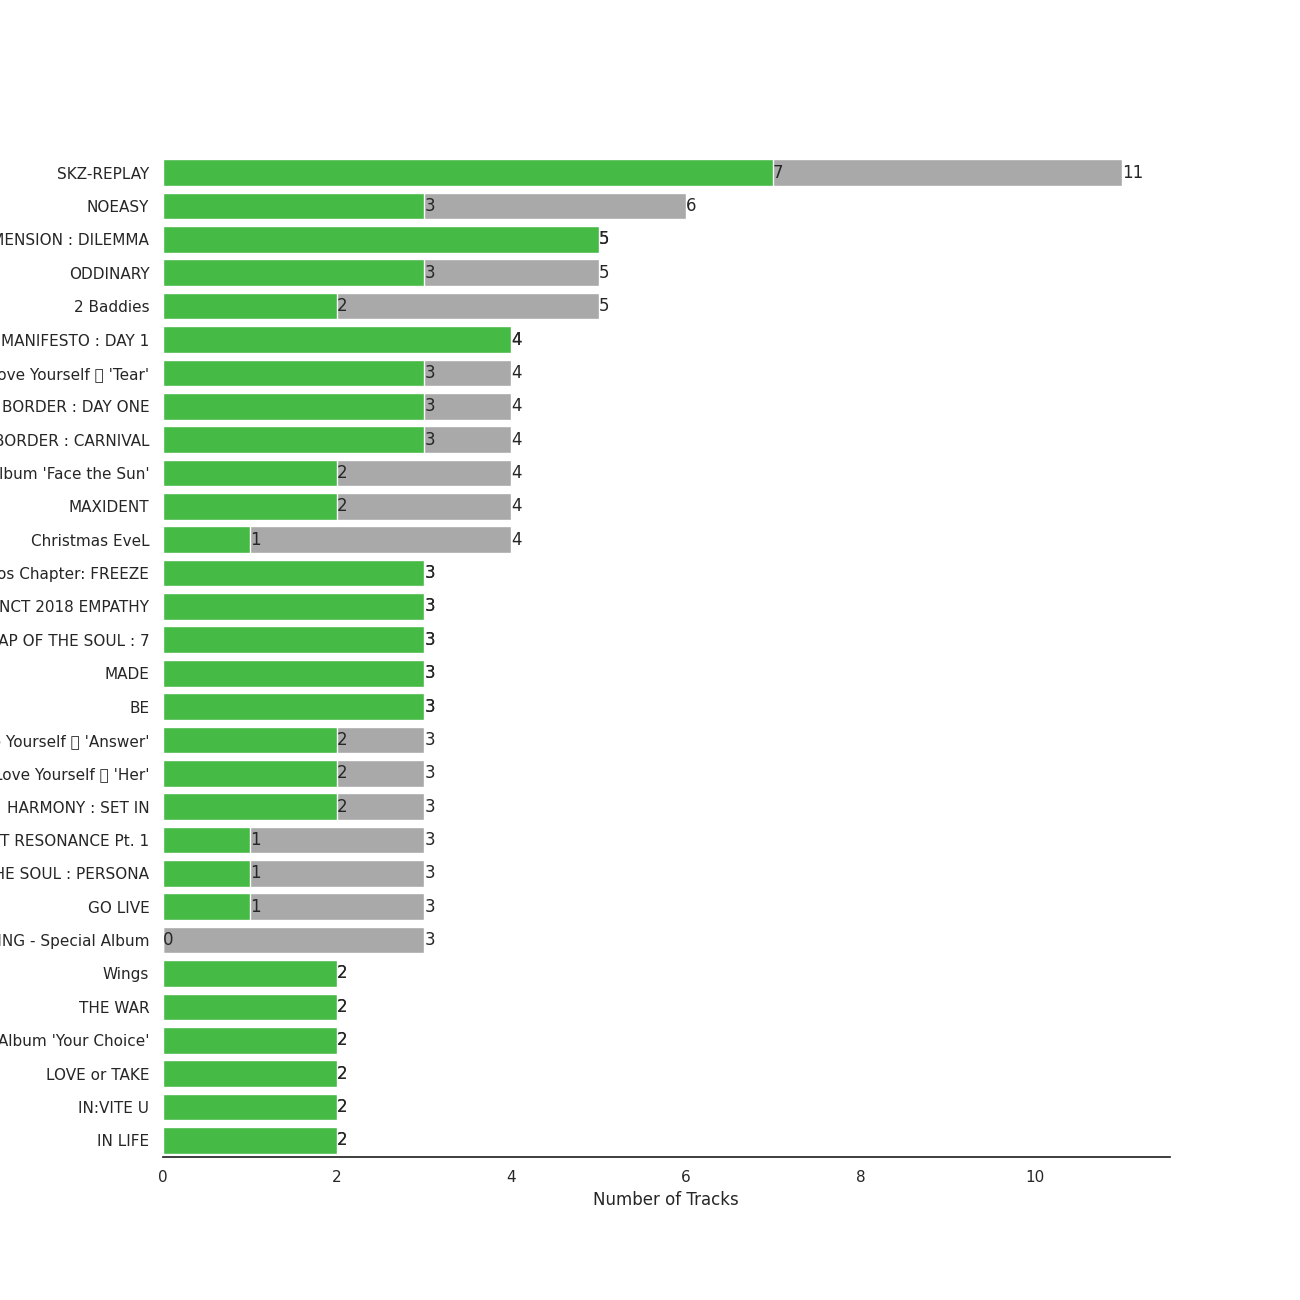 SKZ-REPLAY 7 11
NOEASY 3 6
MENSION : DILEMMA 5
ODDINARY 3 5
2 Baddies 2 5
MANIFESTO : DAY 1 4
ove Yourself 'Tear' 3 4
BORDER : DAY ONE 3 4
BORDER : CARNIVAL 3 4
lbum 'Face the Sun' 2 4
MAXIDENT 2 4
Christmas EveL 1 4
os Chapter: FREEZE 3
NCT 2018 EMPATHY 3
AP OF THE SOUL : 7 3
MADE 3
BE 3
Yourself 'Answer' 2 3
Love Yourself 'Her' 2 3
HARMONY : SET IN 2 3
T RESONANCE Pt. 1 1 3
HE SOUL : PERSONA 1 3
GO LIVE 1 3
ING - Special Album 0 3
Wings 2
THE WAR 2
Album 'Your Choice' 2
LOVE or TAKE 2
IN:VITE U 2
IN LIFE 2
0 2 4 6 8 10
Number of Tracks